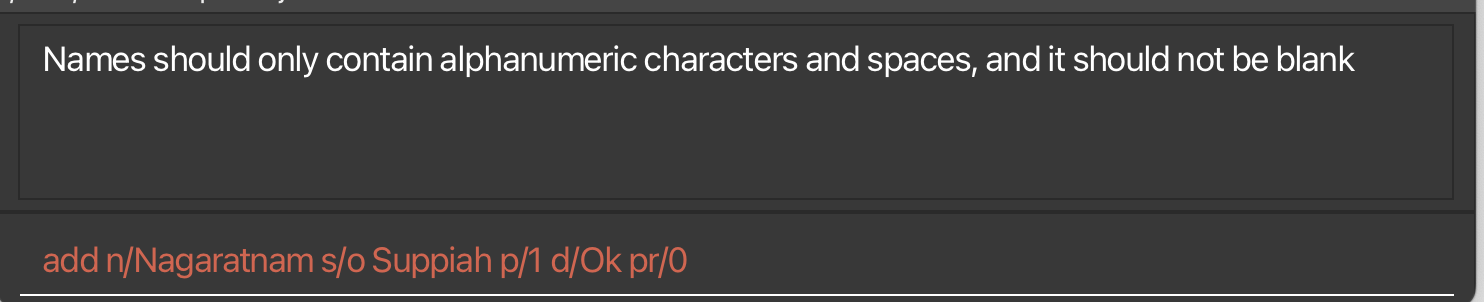 Names should only contain alphanumeric characters and spaces, and it should not be blank
add n/Nagaratnam s/o Suppiah p/1 d/Ok pr/0